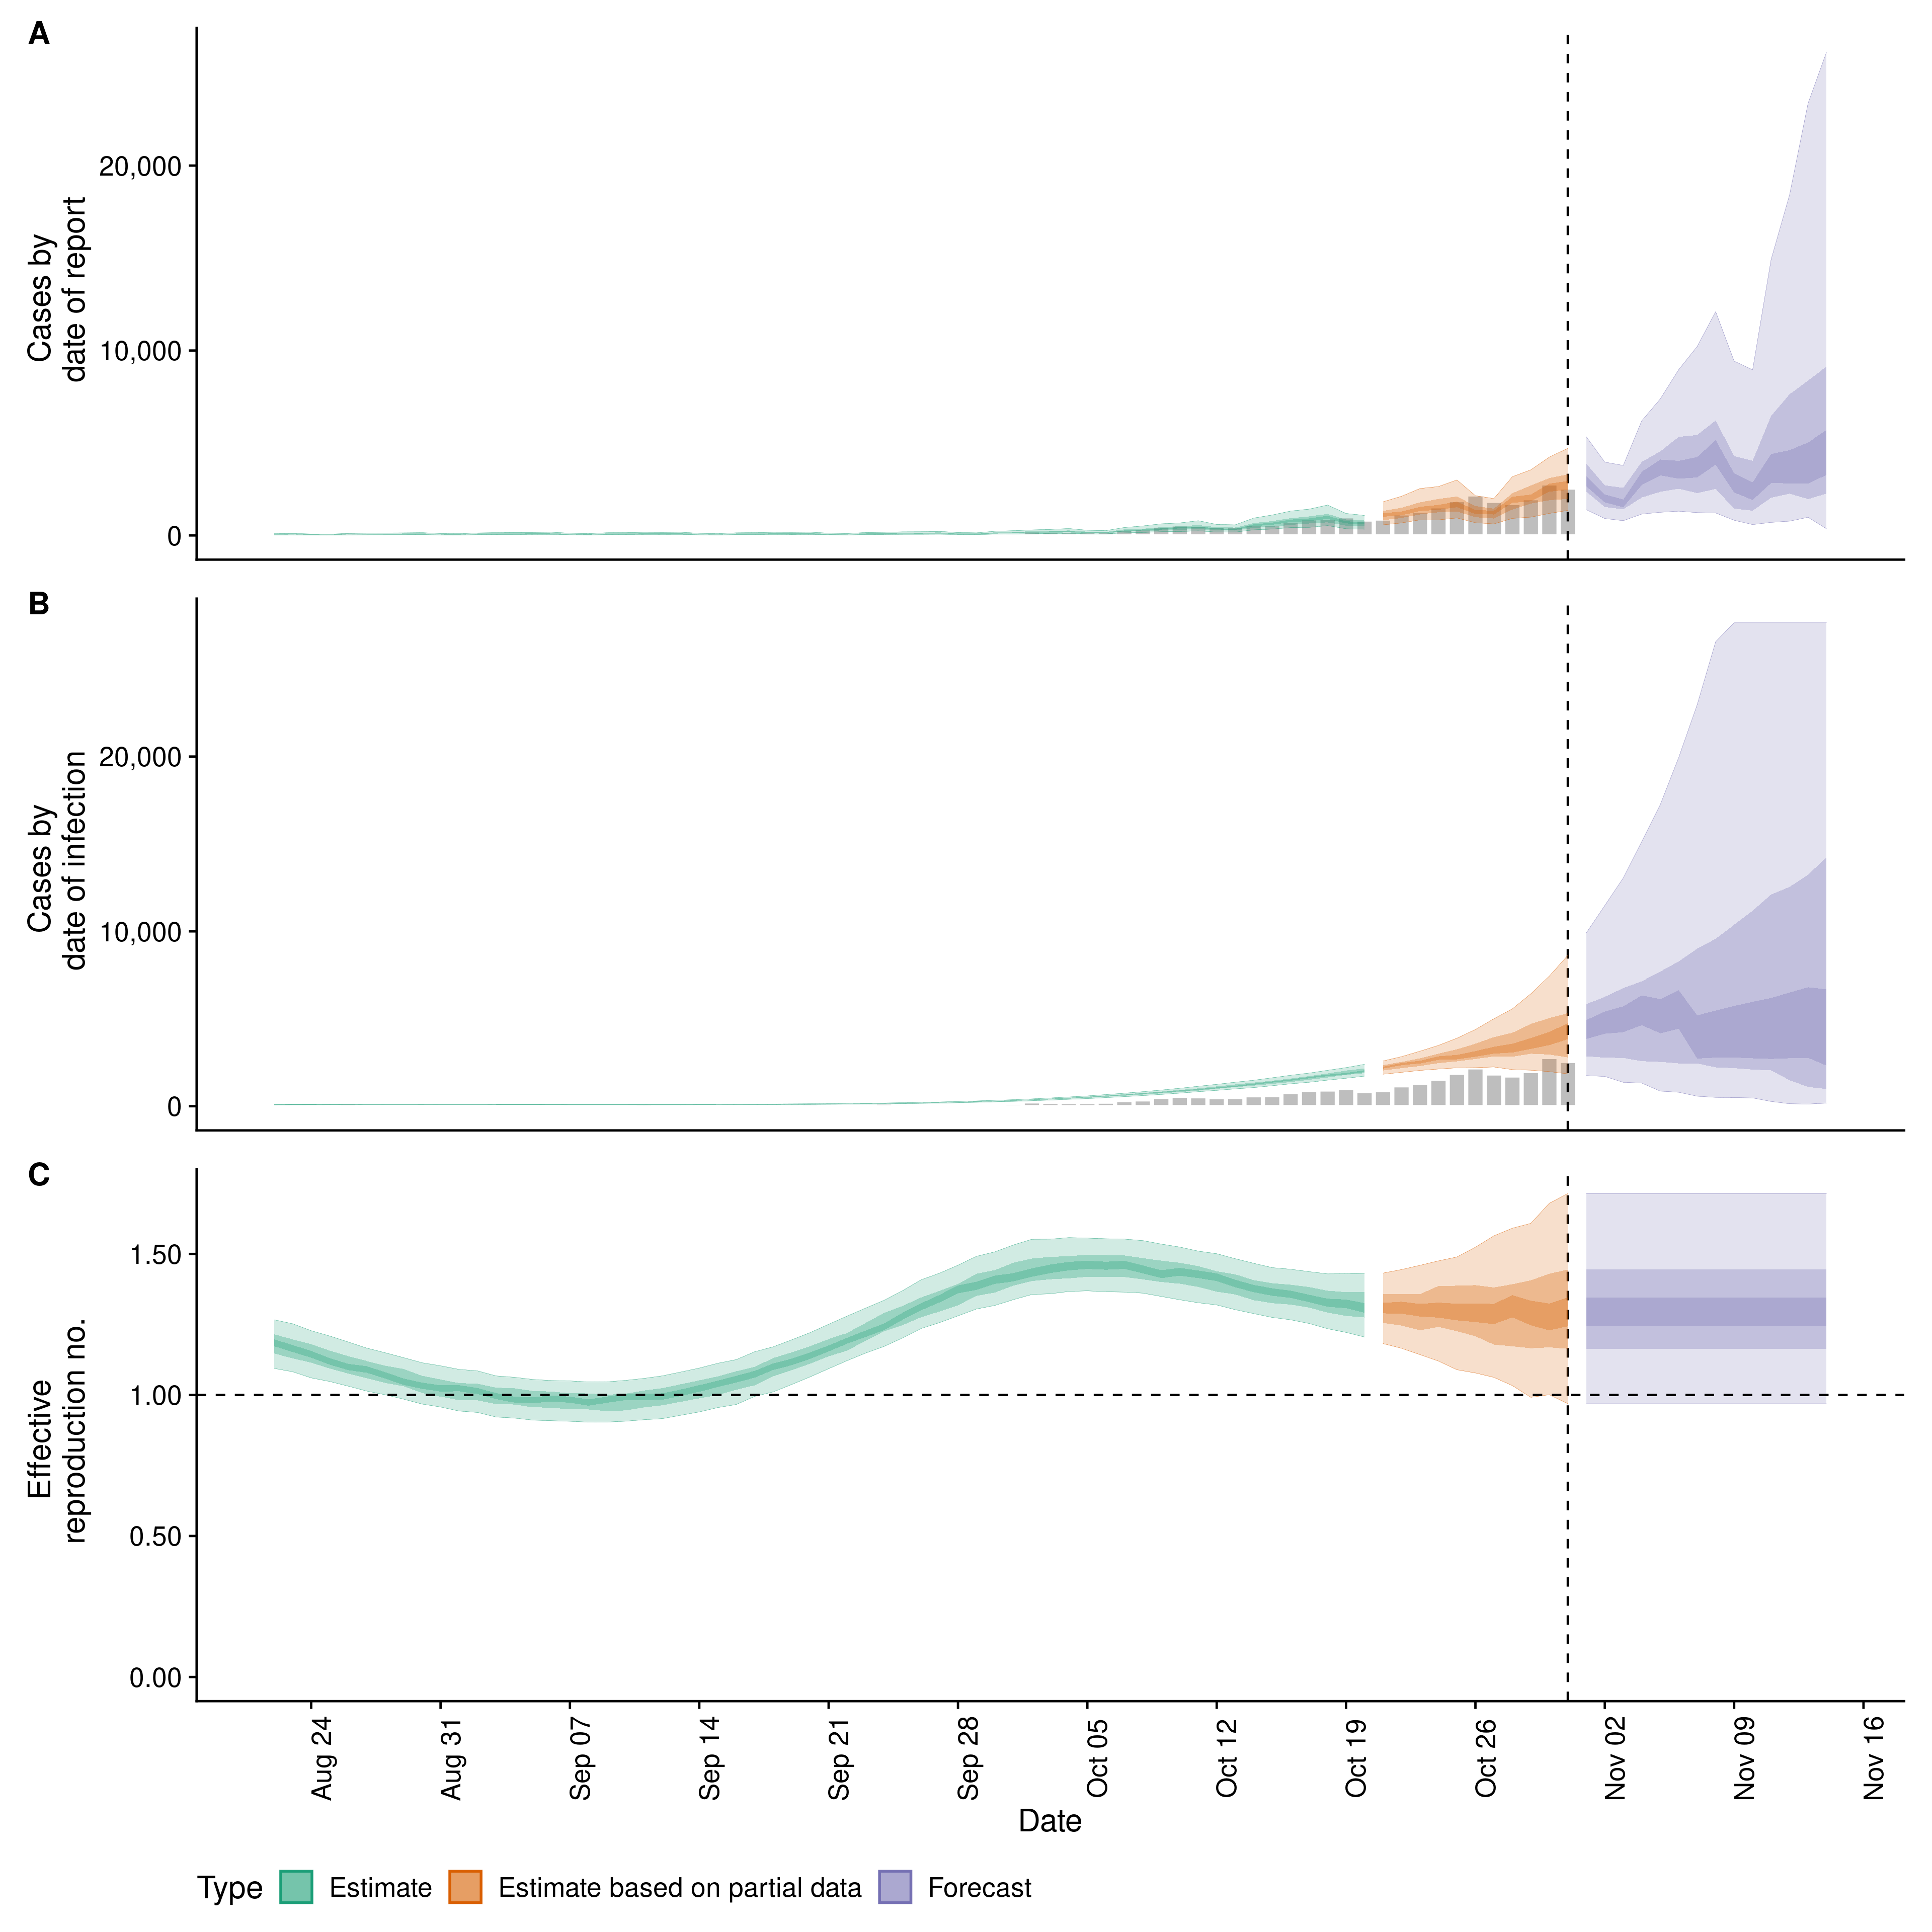 A
Cases by
date of report
20,000
10,000
0
B
Cases by
date of infection
20,000
10,000
0
C
Effective
reproduction no.
1.50
1.00
0.50
0.00
Aug 24
Aug 31
Sep 07
Sep 14
Sep 21
Sep 28
Oct 05
Oct 12
Oct 19
Oct 26
Nov 02
Nov 09
Nov 16
Date
Type Estimate Estimate based on partial data Forecast